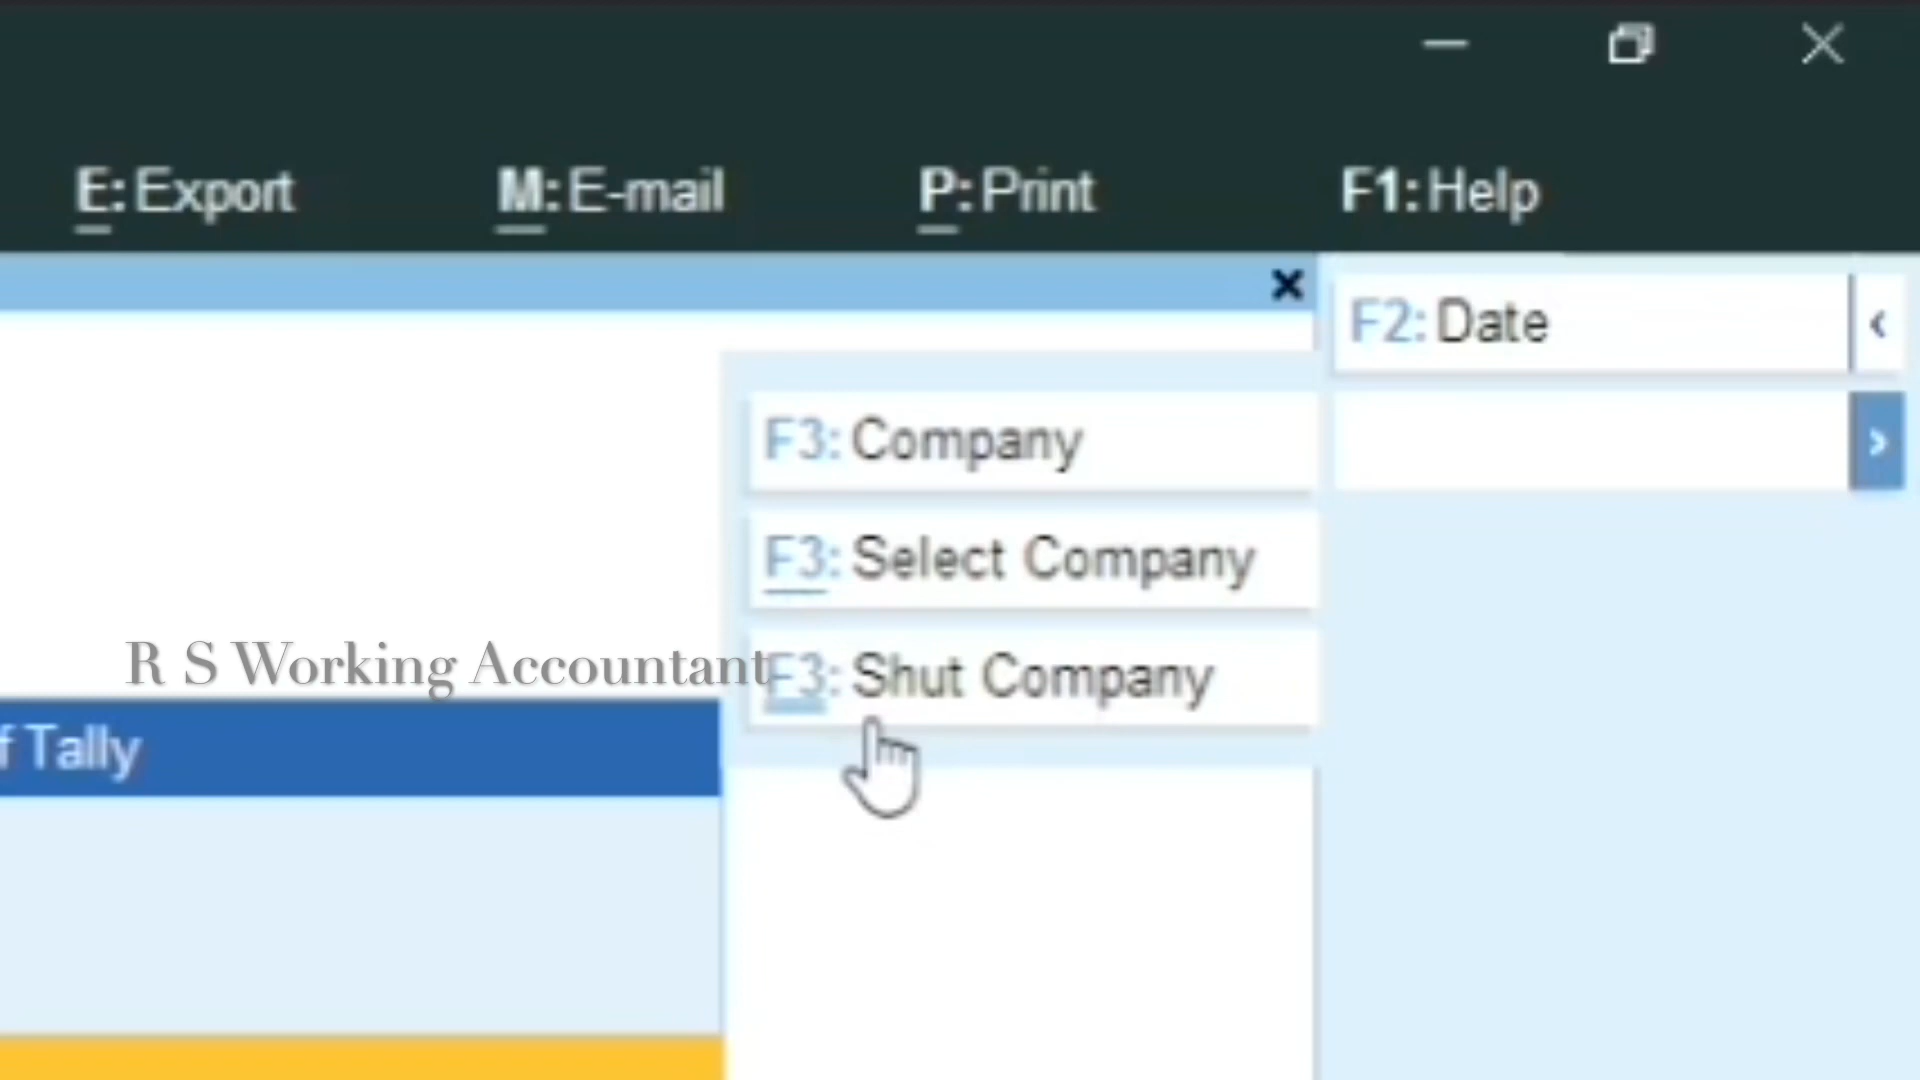 E: Export M: E-mail P: Print F1: Help
F2: Date
F3: Company
F3: Select Company
F3: Shut Company
R S Working Accountant
f Tally